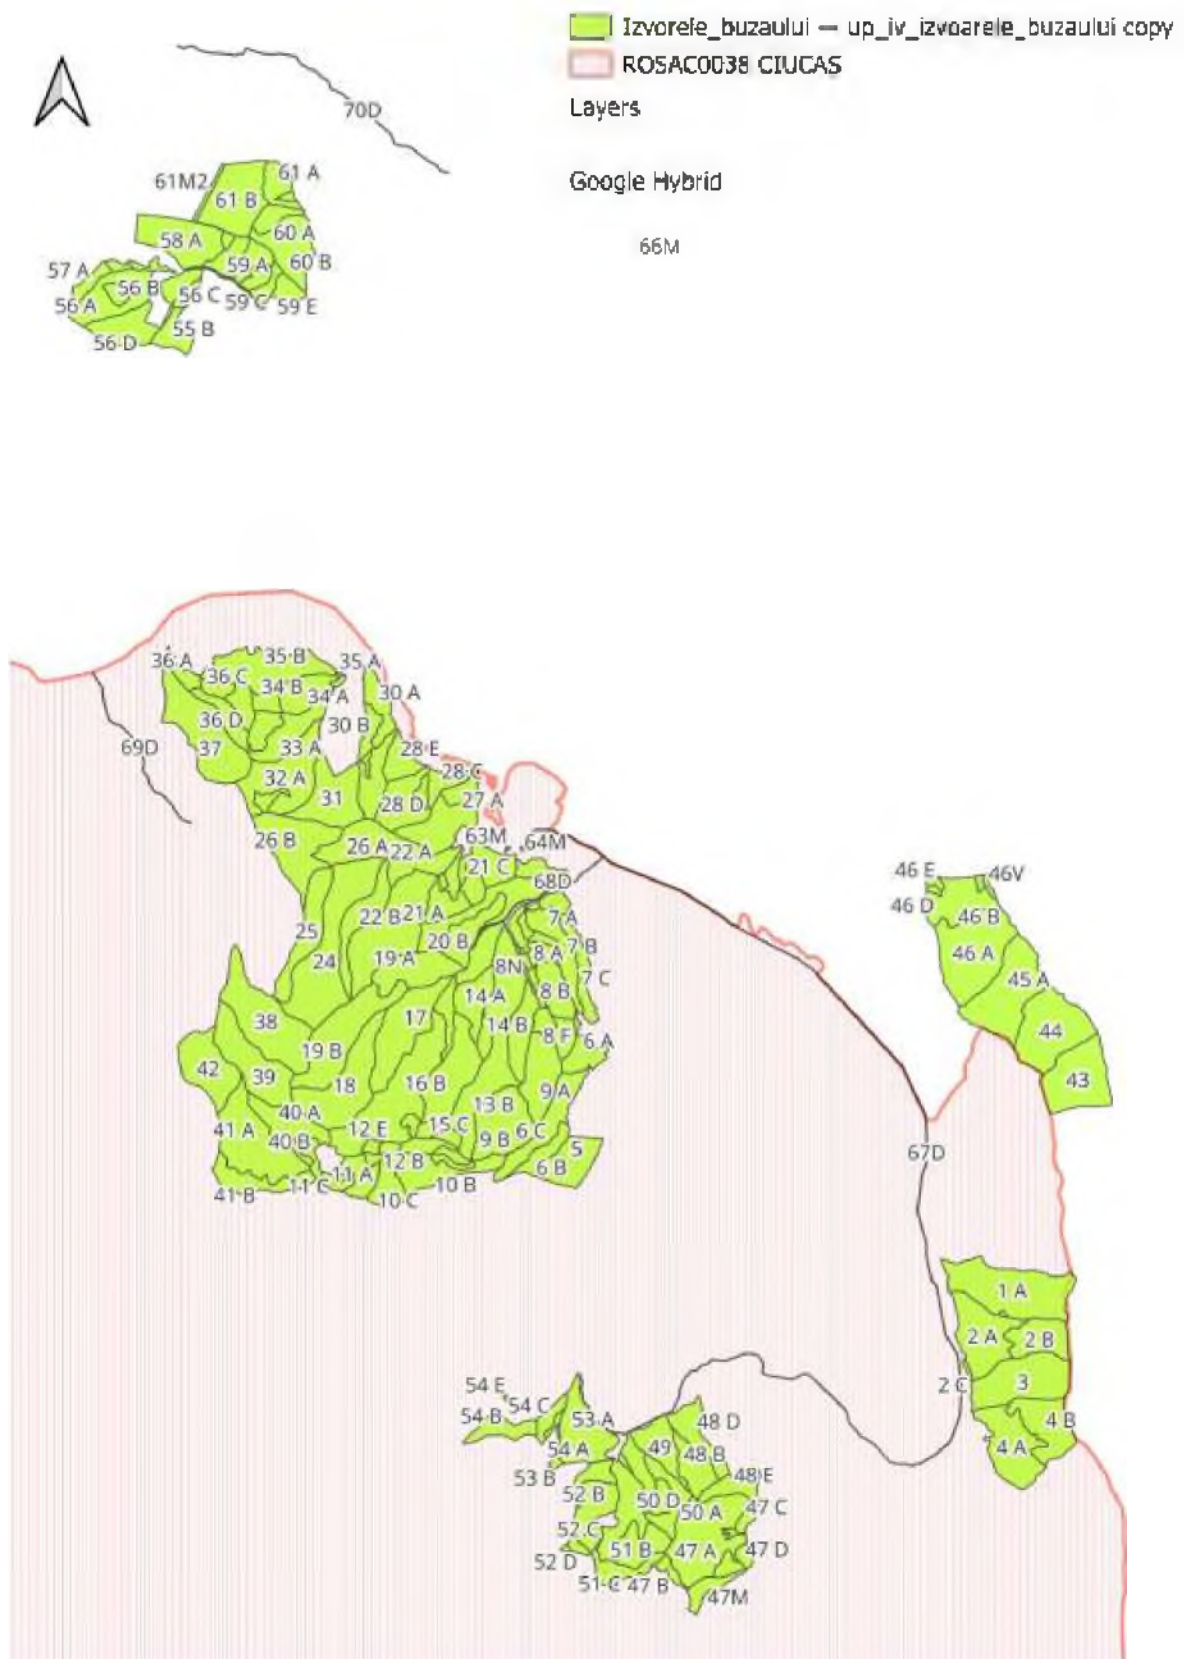 Izvorele_buzaului — up_iv_izvoarele_buzaului copy
ROSAC0038 CIUCAS
Layers
Google Hybrid
66M
70D
61M2
61 A
61 B
60 A
58 A
59 A
60 B
57 A
56 B
56 C
59 C
59 E
56 A
55 B
56 D
36 A
35 B
35 A
36 C
34 B
34 A
30 A
36 D
30 B
69D
37
33 A
28 E
32 A
28 C
31
28 D
27 A
26 B
26 A
22 A
63M
64M
21 C
68D
46 E
46V
46 D
46 B
22 B
21 A
7 A
25
20 B
7 B
24
19 A
8N
8 A
7 C
46 A
45 A
8 B
14 A
38
17
14 B
8 F
6 A
44
19 B
42
39
18
16 B
9 A
43
40 A
13 B
41 A
40 B
12 E
15 C
9 B
6 C
5
67D
11 A
12 B
6 B
41 B
11 C
10 C
10 B
1 A
2 A
2 B
2 C
3
54 E
54 C
54 B
53 A
48 D
4 B
54 A
49
48 B
4 A
53 B
48 E
52 B
50 D
50 A
47 C
52 C
51 B
47 A
47 D
52 D
51 C
47 B
47M